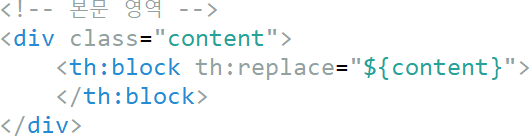 <!-- 본문 영역 -->
<div class="content">
    <th:block th:replace="${content}">
    </th:block>
</div>